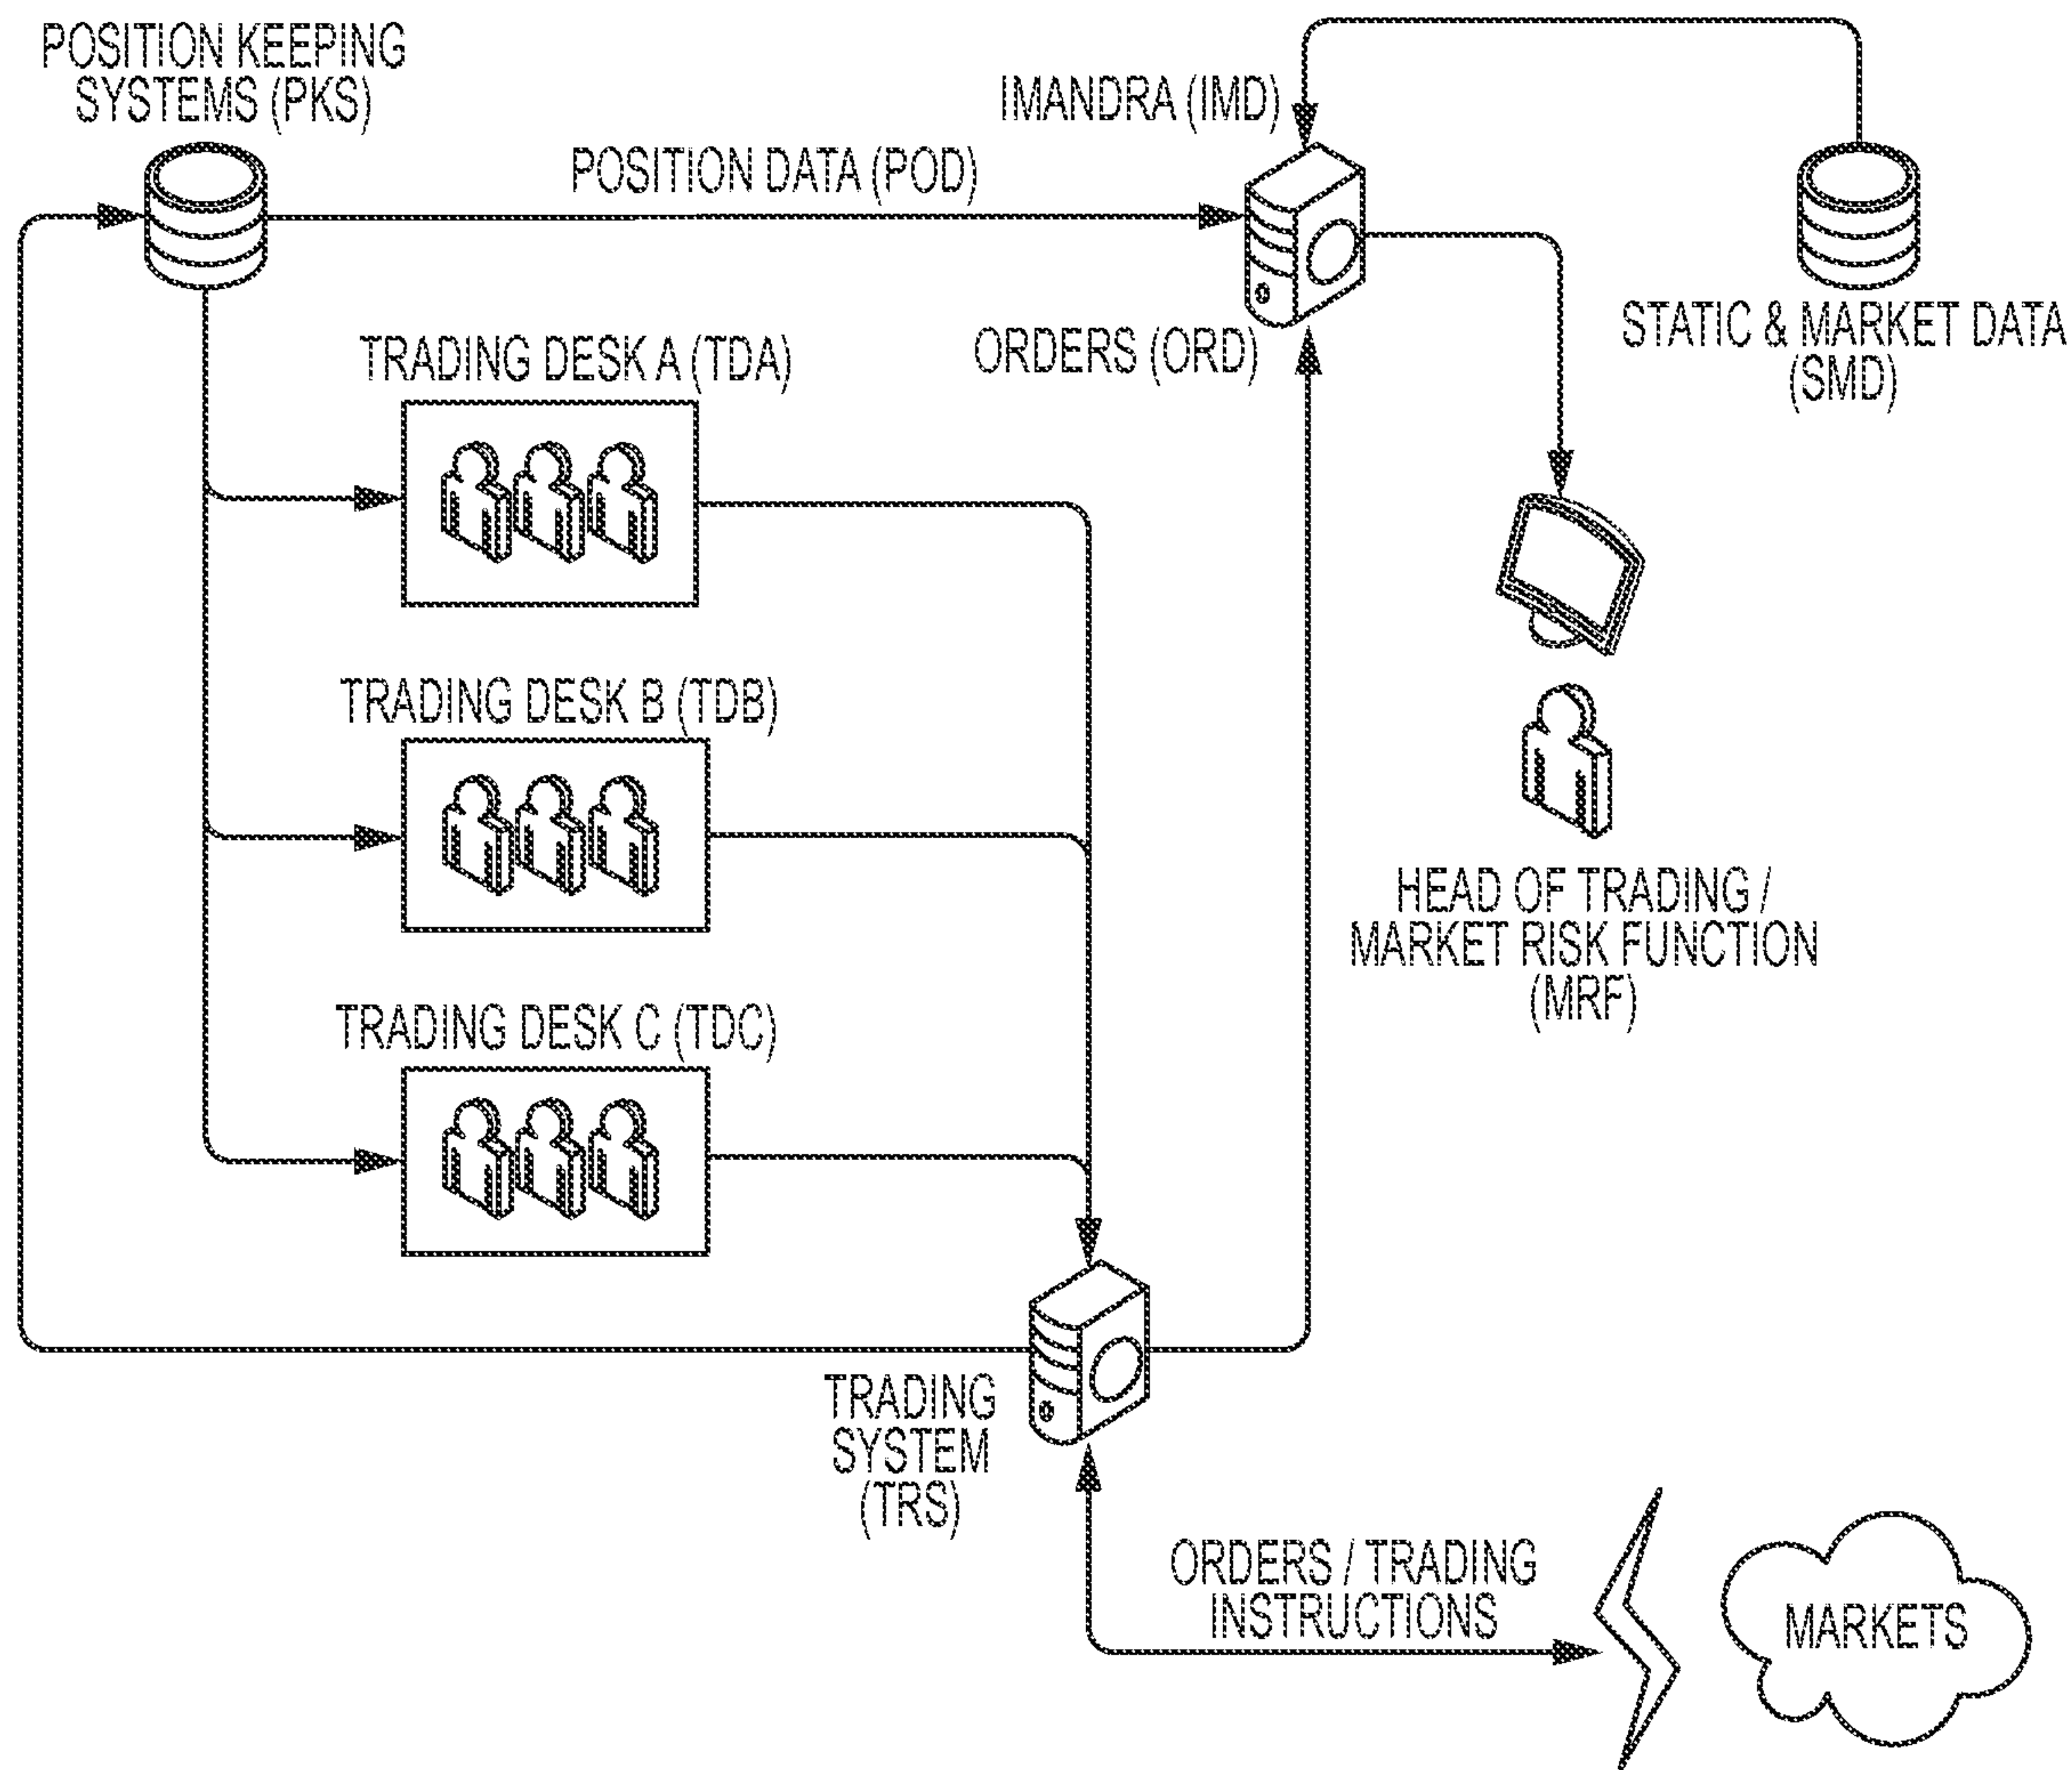 POSITION KEEPING
SYSTEMS (PKS)
IMANDRA (IMD)
POSITION DATA (POD)
STATIC & MARKET DATA
(SMD)
ORDERS (ORD)
TRADING DESK A (TDA)
TRADING DESK B (TDB)
HEAD OF TRADING /
MARKET RISK FUNCTION
(MRF)
TRADING DESK C (TDC)
TRADING
SYSTEM
(TRS)
ORDERS / TRADING
INSTRUCTIONS
MARKETS